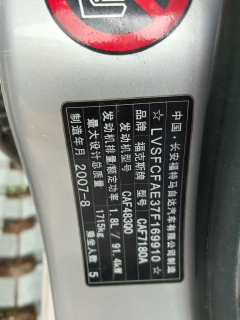 中国·长安福特马自达汽车有限公司制造
☆LVSFCFAE37F169910☆
品牌:福克斯牌 型号 CAF7180A
发动机型号 CAF483Q0
发动机排量额定功率 1.8L / 91.4kW
最大设计总质量 1715kg
制造年月 2007-8 乘坐人数 5